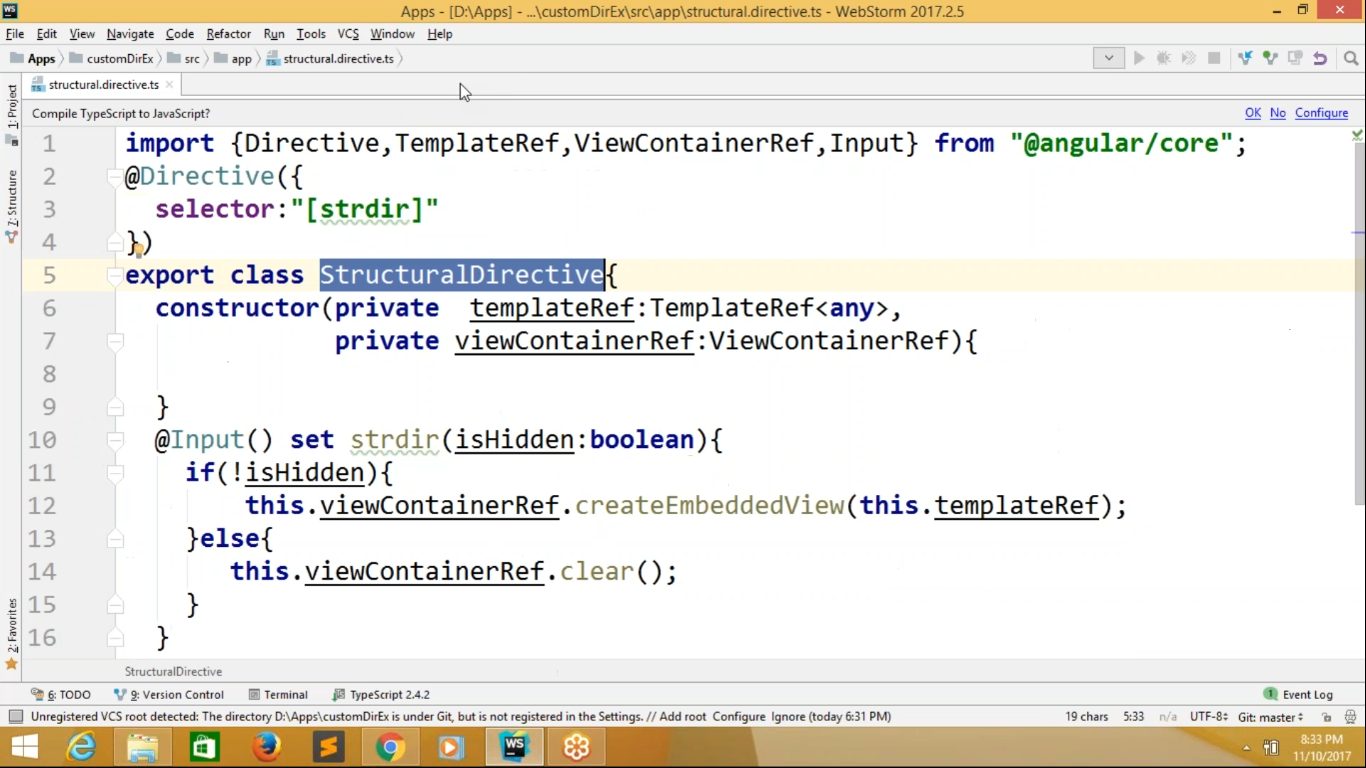 Apps - [D:\Apps] - ...\customDirEx\src\app\structural.directive.ts - WebStorm 2017.2.5
File Edit View Navigate Code Refactor Run Tools VCS Window Help
Apps customDirEx src app structural.directive.ts
structural.directive.ts
Compile TypeScript to JavaScript? OK No Configure
1: Project
7: Structure
2: Favorites
1 import {Directive,TemplateRef,ViewContainerRef,Input} from "@angular/core";
2 @Directive({
3 selector:"[strdir]"
4 })
5 export class StructuralDirective{
6 constructor(private templateRef:TemplateRef<any>,
7 private viewContainerRef:ViewContainerRef){
8
9 }
10 @Input() set strdir(isHidden:boolean){
11 if(!isHidden){
12 this.viewContainerRef.createEmbeddedView(this.templateRef);
13 }else{
14 this.viewContainerRef.clear();
15 }
16 }
StructuralDirective
6: TODO 9: Version Control Terminal TypeScript 2.4.2 1 Event Log
Unregistered VCS root detected: The directory D:\Apps\customDirEx is under Git, but is not registered in the Settings. // Add root Configure Ignore (today 6:31 PM) 19 chars 5:33 n/a UTF-8 Git: master
WS 8:33 PM
11/10/2017